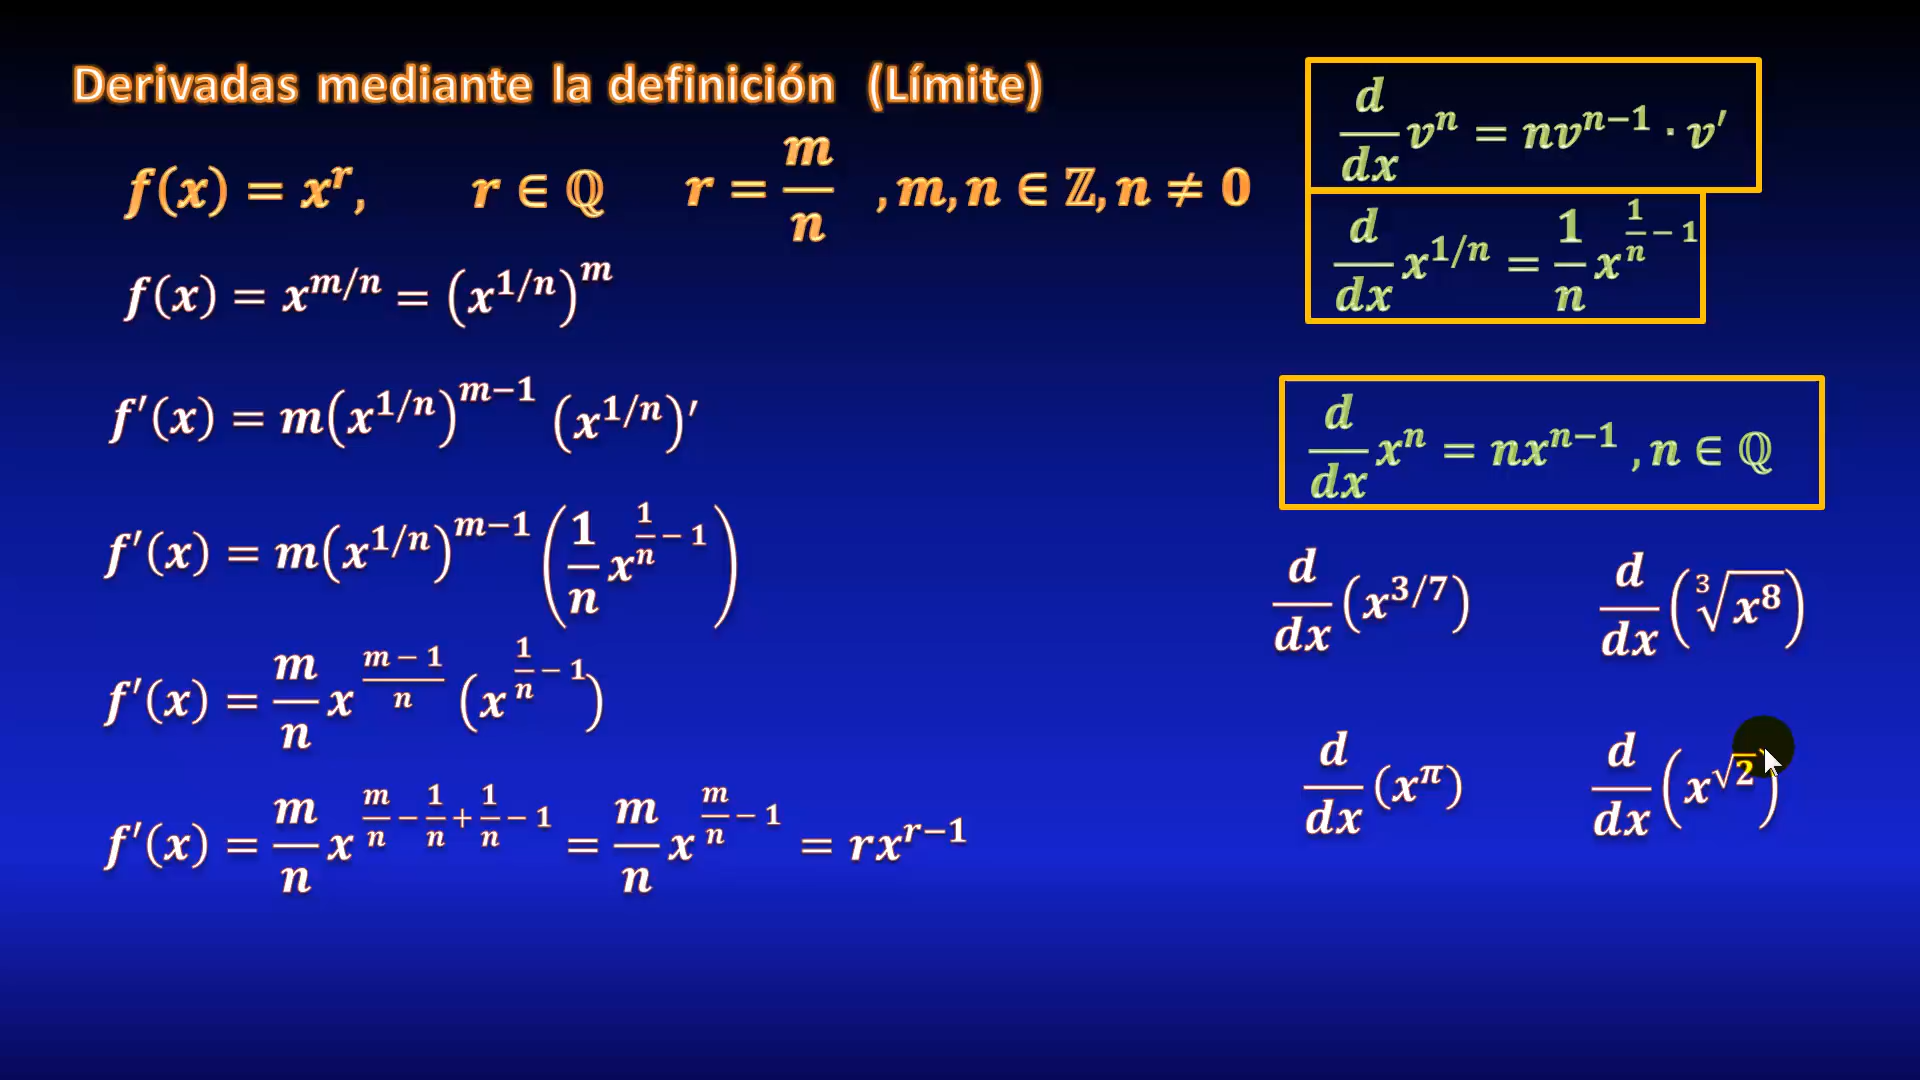 Derivadas mediante la definición (Límite)
f(x) = x^r, r ∈ ℚ r = m/n , m, n ∈ ℤ, n ≠ 0
f(x) = x^{m/n} = (x^{1/n})^m
f′(x) = m(x^{1/n})^{m−1} (x^{1/n})′
f′(x) = m(x^{1/n})^{m−1} (1/n x^{1/n − 1})
f′(x) = m/n x^{(m − 1)/n} (x^{1/n − 1})
f′(x) = m/n x^{m/n − 1/n + 1/n − 1} = m/n x^{m/n − 1} = rx^{r−1}
d/dx v^n = nv^{n−1} · v′
d/dx x^{1/n} = 1/n x^{1/n − 1}
d/dx x^n = nx^{n−1} , n ∈ ℚ
d/dx (x^{3/7}) d/dx (∛x^8)
d/dx (x^π) d/dx (x^{√2})